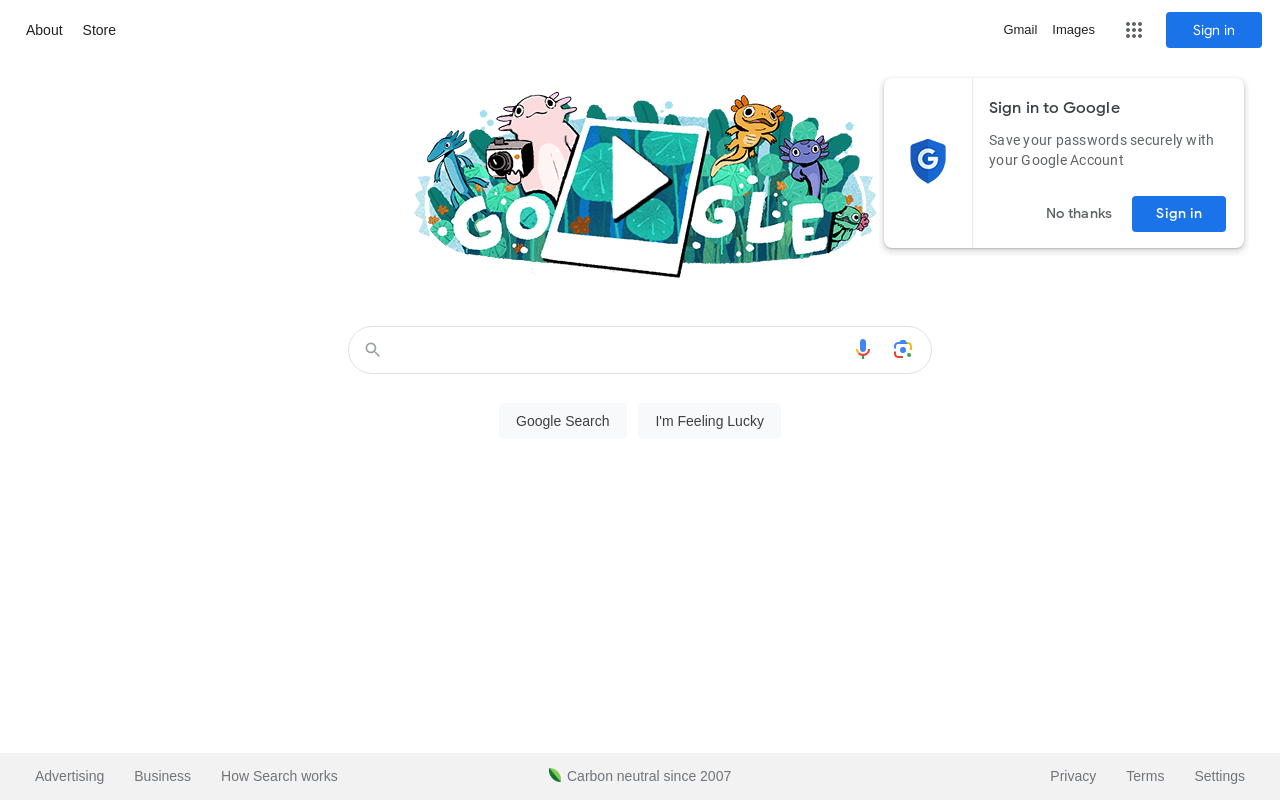 About Store
Gmail Images Sign in
Sign in to Google
Save your passwords securely with
your Google Account
No thanks Sign in
GO GLE
Google Search I'm Feeling Lucky
Advertising Business How Search works
Carbon neutral since 2007
Privacy Terms Settings